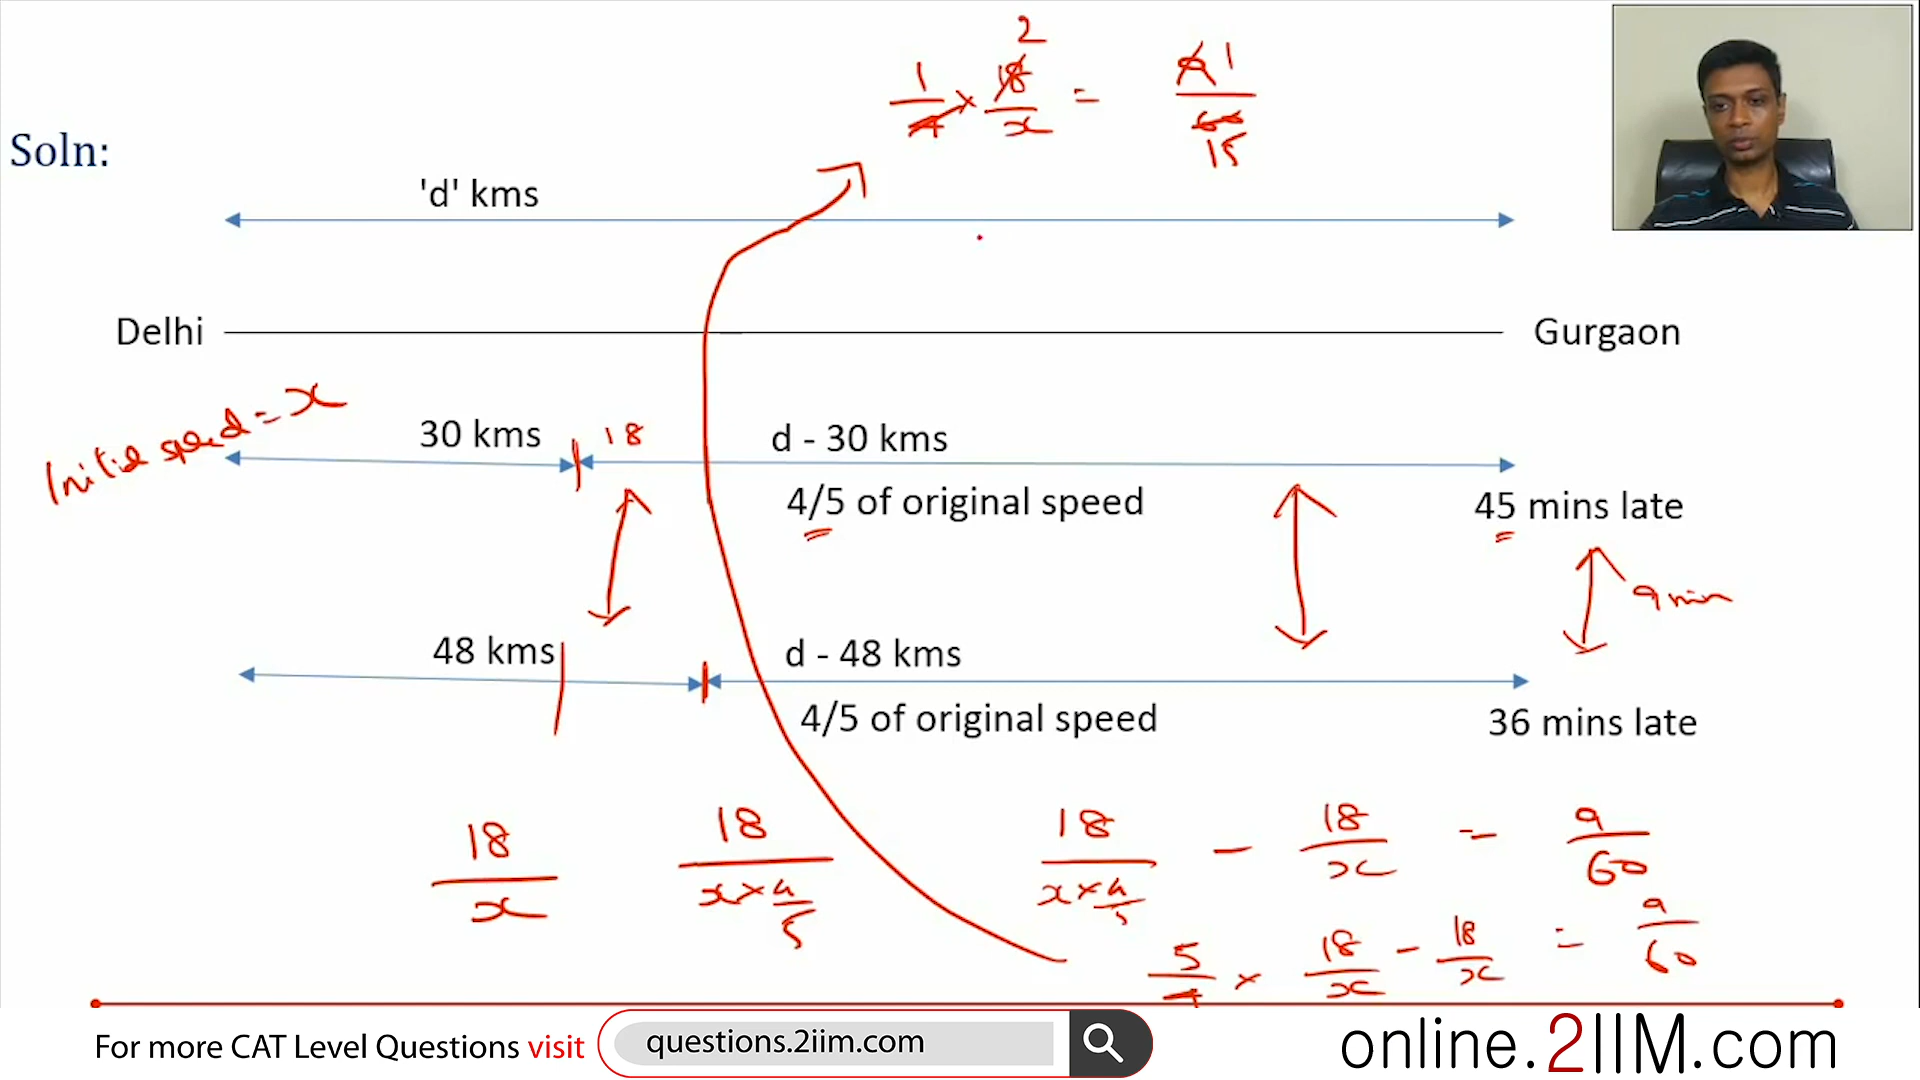 2
1/4 × 18/x = 9 1/60
15
Soln:
'd' kms
Delhi
Gurgaon
Initial speed = x
30 kms
18
d - 30 kms
4/5 of original speed
45 mins late
9 min
48 kms
d - 48 kms
4/5 of original speed
36 mins late
18/x
18/(x × 4/5)
18/(x × 4/5) - 18/x = 9/60
5/4 × 18/x - 18/x = 9/60
For more CAT Level Questions visit
questions.2iim.com
online.2IIM.com